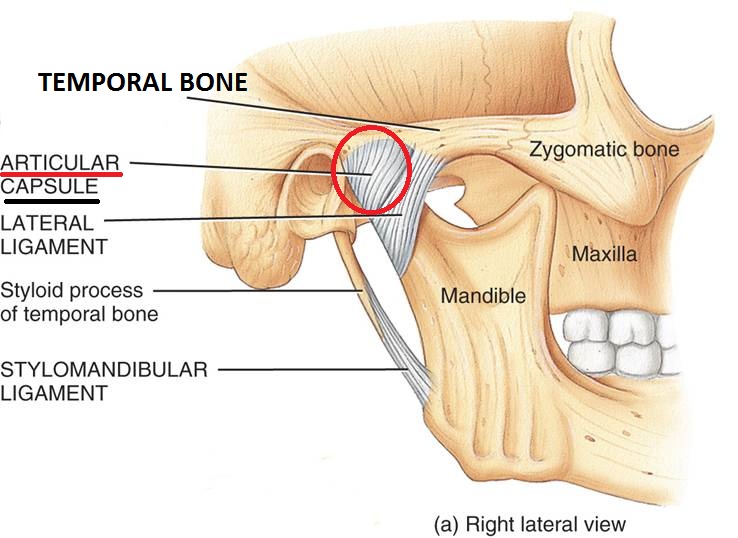 TEMPORAL BONE
Zygomatic bone
ARTICULAR
CAPSULE
LATERAL
LIGAMENT
Maxilla
Styloid process
of temporal bone
Mandible
STYLOMANDIBULAR
LIGAMENT
(a) Right lateral view